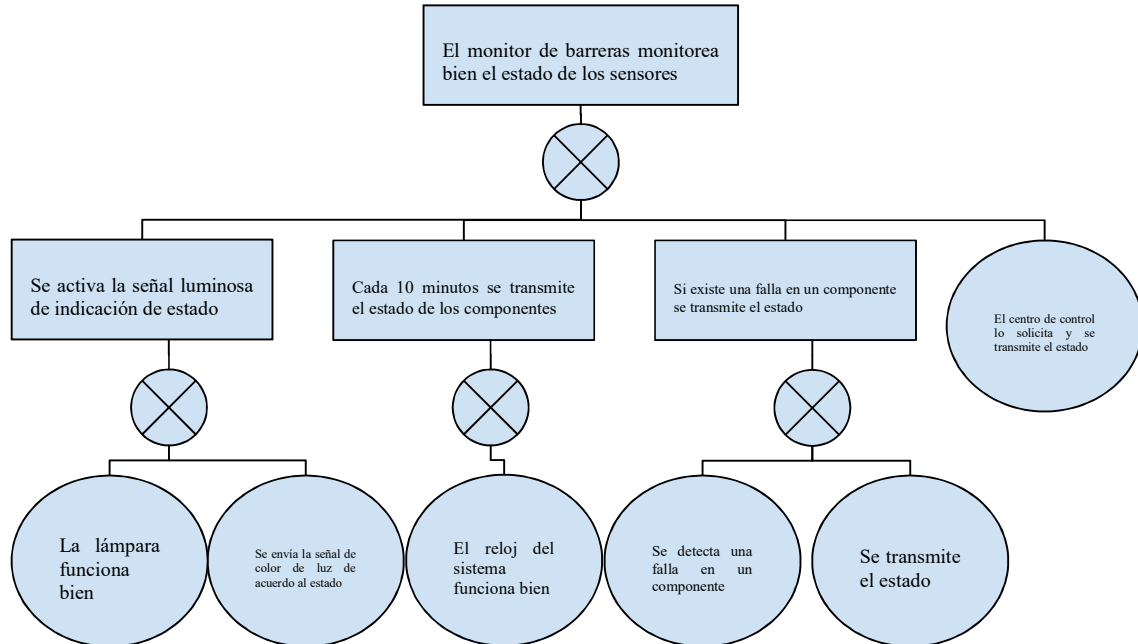 El monitor de barreras monitorea
bien el estado de los sensores
Se activa la señal luminosa
de indicación de estado
Cada 10 minutos se transmite
el estado de los componentes
Si existe una falla en un componente
se transmite el estado
El centro de control
lo solicita y se
transmite el estado
La lámpara
funciona
bien
Se envía la señal de
color de luz de
acuerdo al estado
El reloj del
sistema
funciona bien
Se detecta una
falla en un
componente
Se transmite
el estado